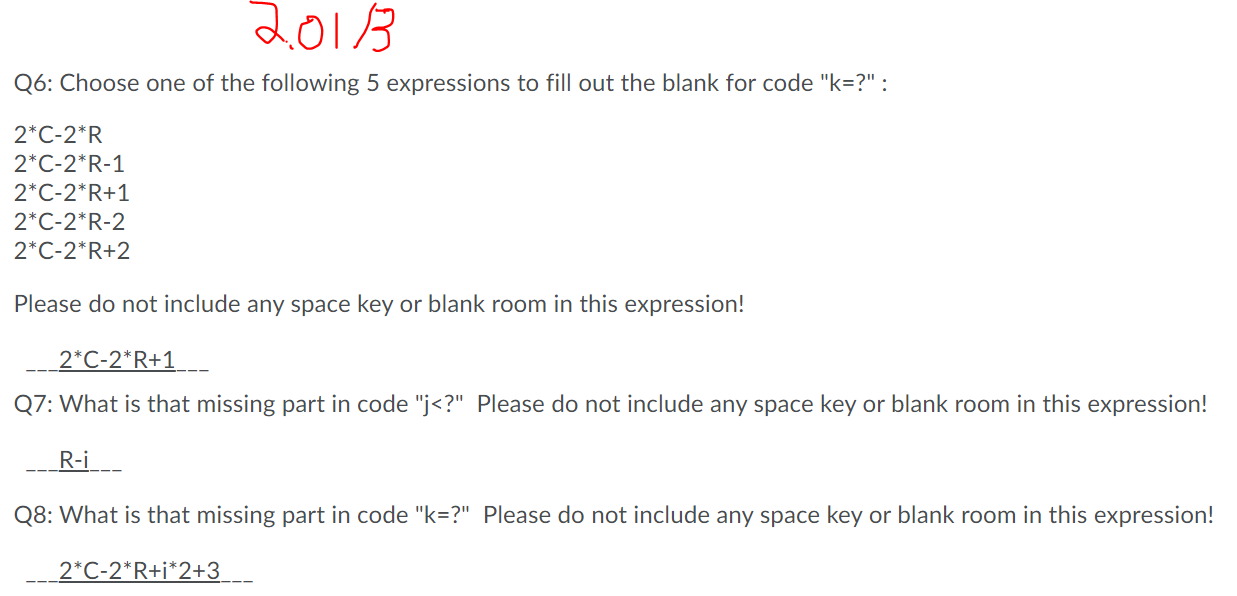 2.01/3
Q6: Choose one of the following 5 expressions to fill out the blank for code "k=?" :
2*C-2*R
2*C-2*R-1
2*C-2*R+1
2*C-2*R-2
2*C-2*R+2
Please do not include any space key or blank room in this expression!
___2*C-2*R+1___
Q7: What is that missing part in code "j<?"  Please do not include any space key or blank room in this expression!
___R-i___
Q8: What is that missing part in code "k=?"  Please do not include any space key or blank room in this expression!
___2*C-2*R+i*2+3___